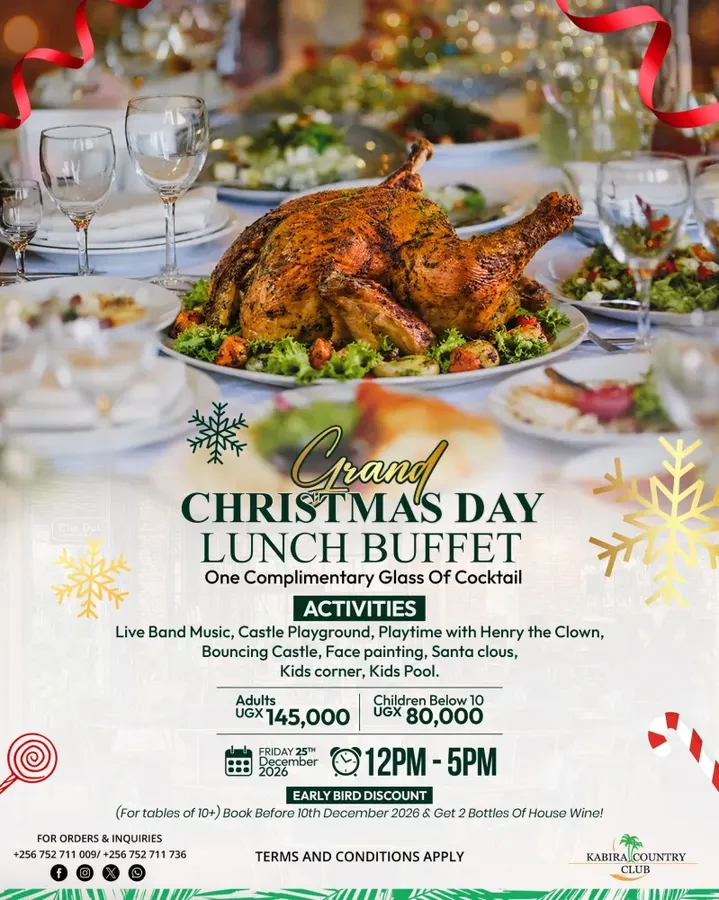 Grand
CHRISTMAS DAY
LUNCH BUFFET
One Complimentary Glass Of Cocktail
ACTIVITIES
Live Band Music, Castle Playground, Playtime with Henry the Clown,
Bouncing Castle, Face painting, Santa clous,
Kids corner, Kids Pool.
Adults
UGX 145,000
Children Below 10
UGX 80,000
FRIDAY 25TH
December
2026
12PM - 5PM
EARLY BIRD DISCOUNT
(For tables of 10+) Book Before 10th December 2026 & Get 2 Bottles Of House Wine!
FOR ORDERS & INQUIRIES
+256 752 711 009/ +256 752 711 736
TERMS AND CONDITIONS APPLY
KABIRA COUNTRY
CLUB